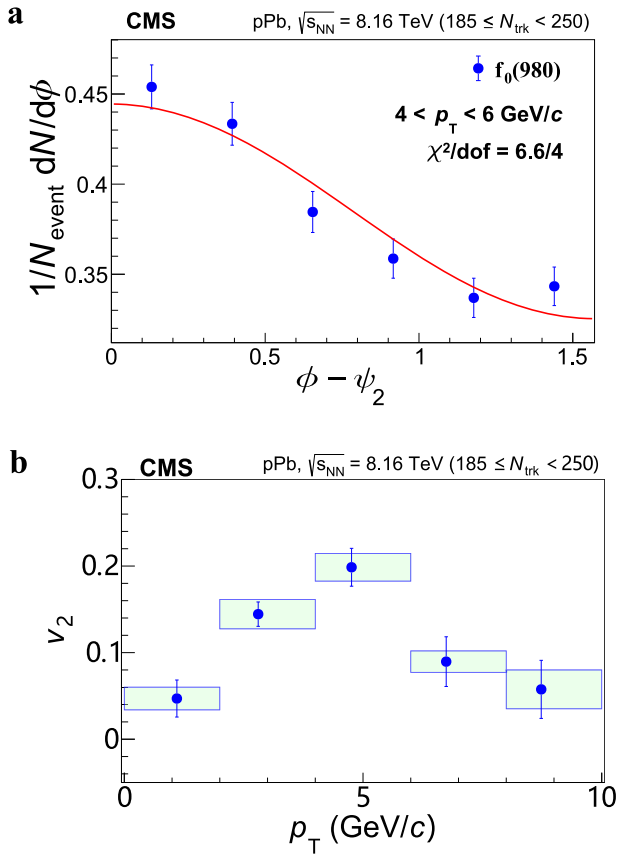 a
CMS pPb, √sNN = 8.16 TeV (185 ≤ Ntrk < 250)
f0(980)
4 < pT < 6 GeV/c
χ²/dof = 6.6/4
1/Nevent dN/dϕ
0.45
0.4
0.35
0 0.5 1 1.5
ϕ − ψ2
b
CMS pPb, √sNN = 8.16 TeV (185 ≤ Ntrk < 250)
v2
0.3
0.2
0.1
0
0 5 10
pT (GeV/c)